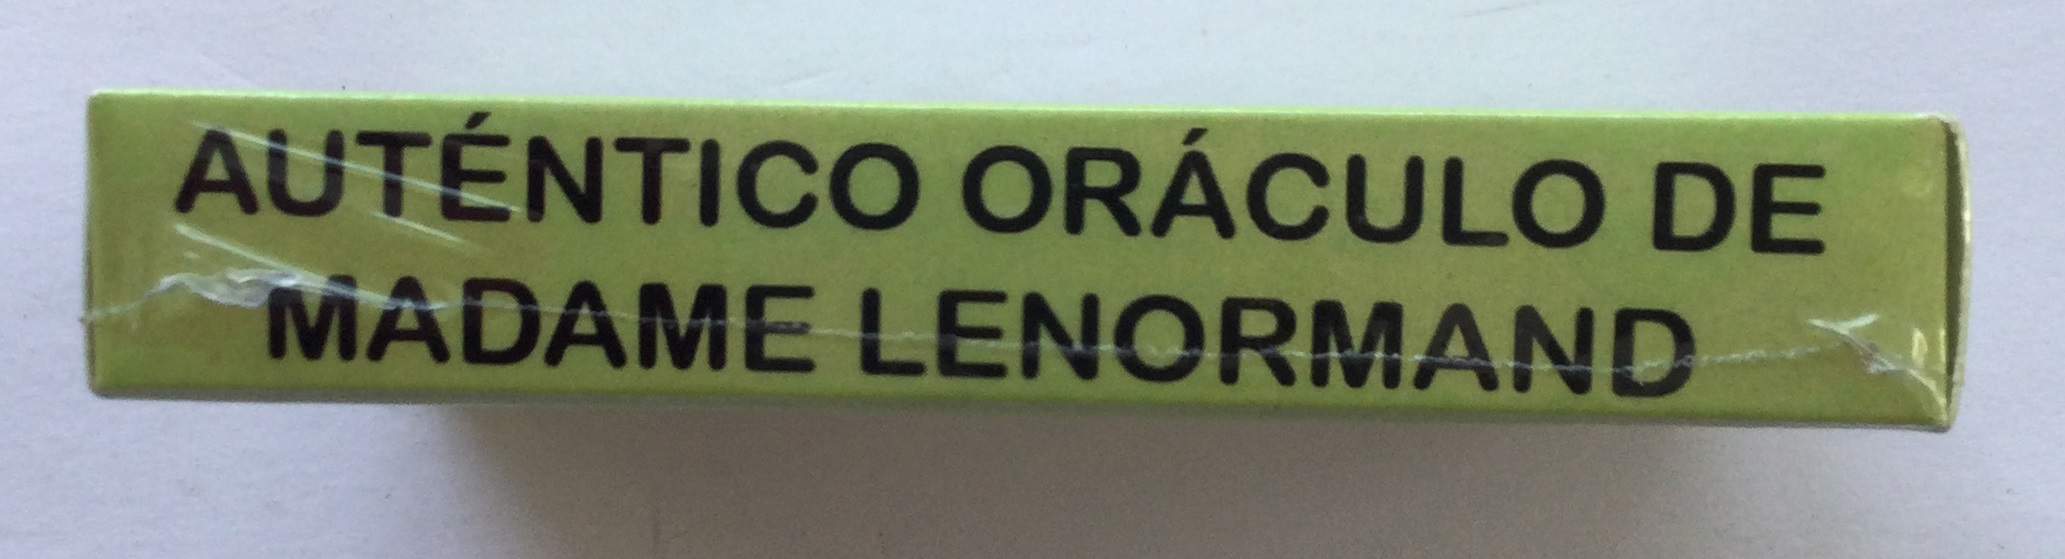 AUTÉNTICO ORÁCULO DE
MADAME LENORMAND